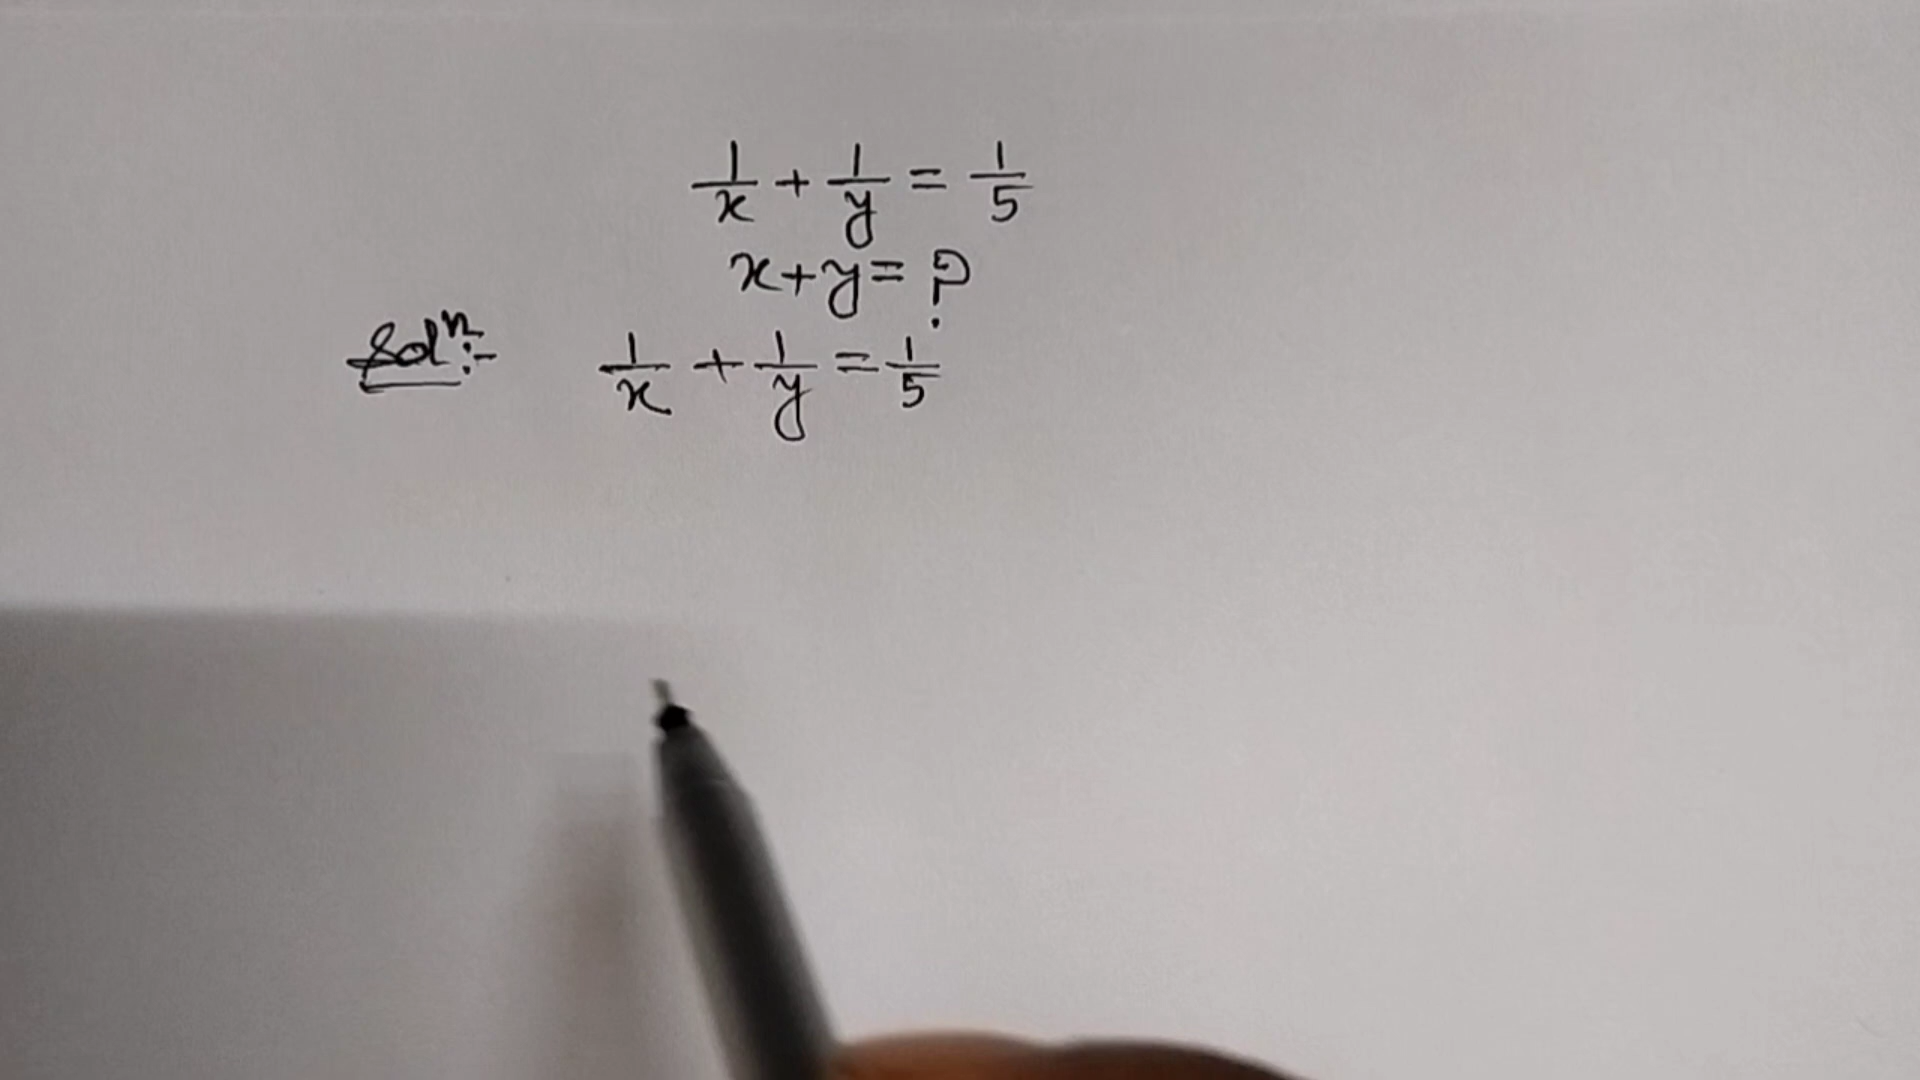 1/x + 1/y = 1/5
x+y= ?
Solⁿ:- 1/x + 1/y = 1/5